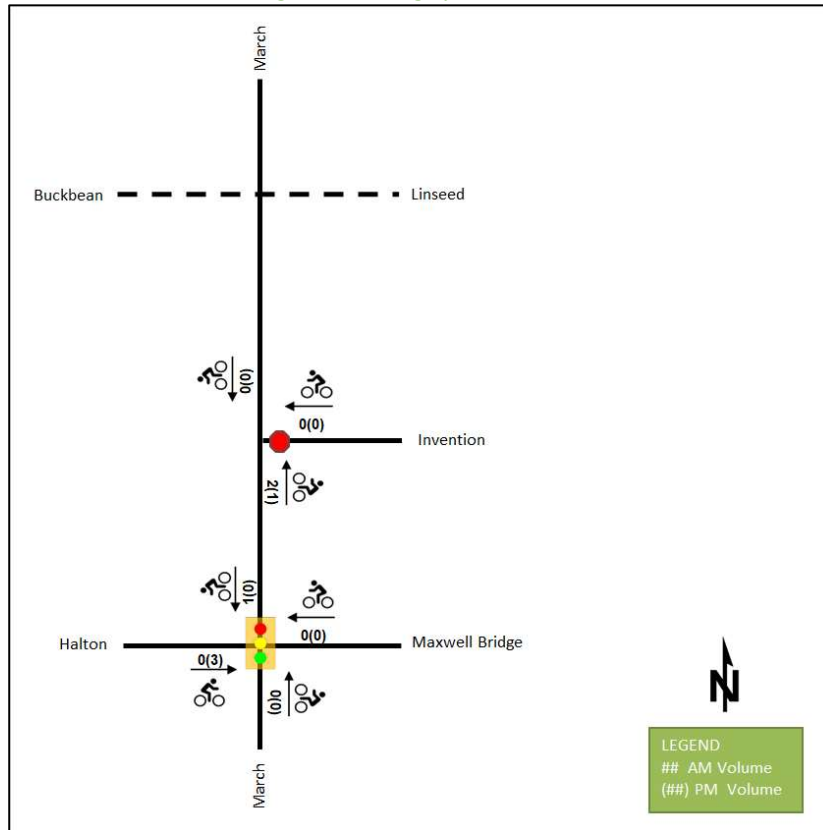 March
Buckbean
Linseed
0(0)
0(0)
Invention
2(1)
1(0)
0(0)
Halton
Maxwell Bridge
0(3)
0(0)
March
N
LEGEND
## AM Volume
(##) PM Volume